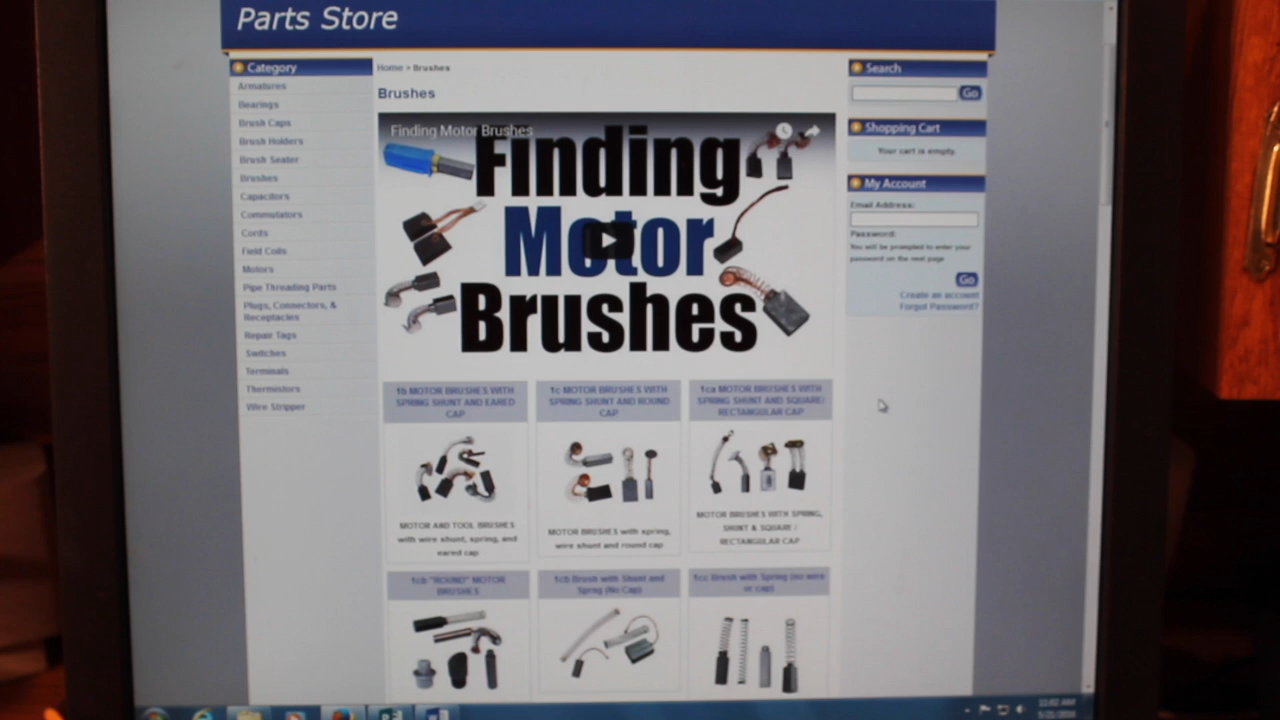 Parts Store
Category
Armatures
Bearings
Brush Caps
Brush Holders
Brush Seater
Brushes
Capacitors
Commutators
Cords
Field Coils
Motors
Pipe Threading Parts
Plugs, Connectors, &
Receptacles
Repair Tags
Switches
Terminals
Thermistors
Wire Stripper
Home > Brushes
Brushes
Finding Motor Brushes
Finding
Motor
Brushes
1b MOTOR BRUSHES WITH
SPRING SHUNT AND EARED
CAP
MOTOR AND TOOL BRUSHES
with wire shunt, spring, and
eared cap
1c MOTOR BRUSHES WITH
SPRING SHUNT AND ROUND
CAP
MOTOR BRUSHES with spring,
wire shunt and round cap
1ca MOTOR BRUSHES WITH
SPRING SHUNT AND SQUARE/
RECTANGULAR CAP
MOTOR BRUSHES WITH SPRING,
SHUNT & SQUARE /
RECTANGULAR CAP
1cb "ROUND" MOTOR
BRUSHES
1cb Brush with Shunt and
Spring (No Cap)
1cc Brush with Spring (no wire
or cap)
Search
Go
Shopping Cart
Your cart is empty.
My Account
Email Address:
Password:
You will be prompted to enter your
password on the next page
Go
Create an account
Forgot Password?
10:02 AM
5/25/2016